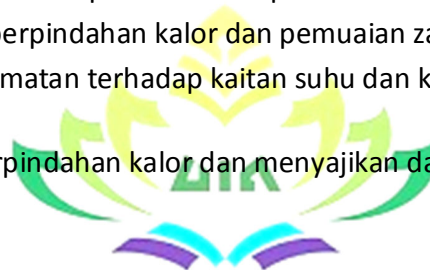 perpindahan kalor dan pemuaian za
matan terhadap kaitan suhu dan k
rpindahan kalor dan menyajikan da